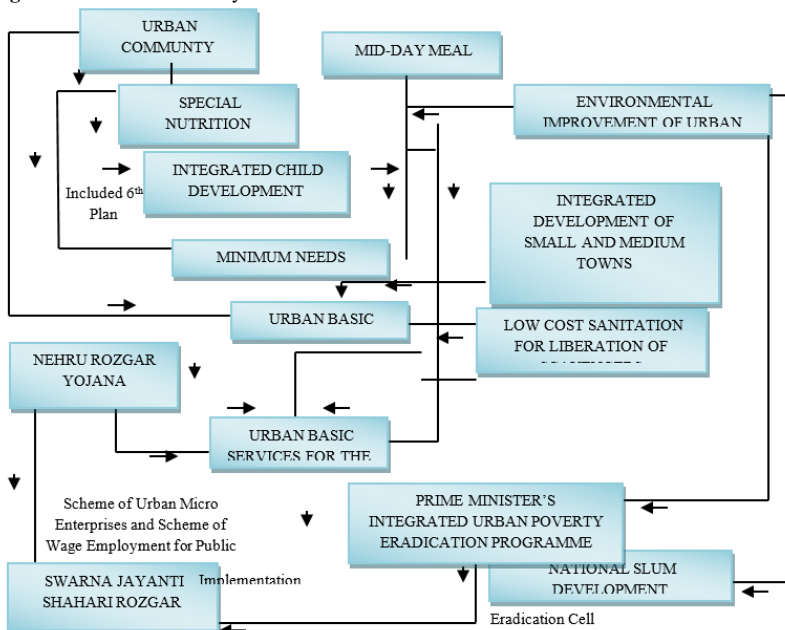 URBAN
COMMUNTY
MID-DAY MEAL
SPECIAL
NUTRITION
ENVIRONMENTAL
IMPROVEMENT OF URBAN
INTEGRATED CHILD
DEVELOPMENT
Included 6th
Plan
INTEGRATED
DEVELOPMENT OF
SMALL AND MEDIUM
TOWNS
MINIMUM NEEDS
URBAN BASIC
LOW COST SANITATION
FOR LIBERATION OF
NEHRU ROZGAR
YOJANA
URBAN BASIC
SERVICES FOR THE
Scheme of Urban Micro
Enterprises and Scheme of
Wage Employment for Public
PRIME MINISTER'S
INTEGRATED URBAN POVERTY
ERADICATION PROGRAMME
NATIONAL SLUM
DEVELOPMENT
SWARNA JAYANTI
SHAHARI ROZGAR
Implementation
Eradication Cell